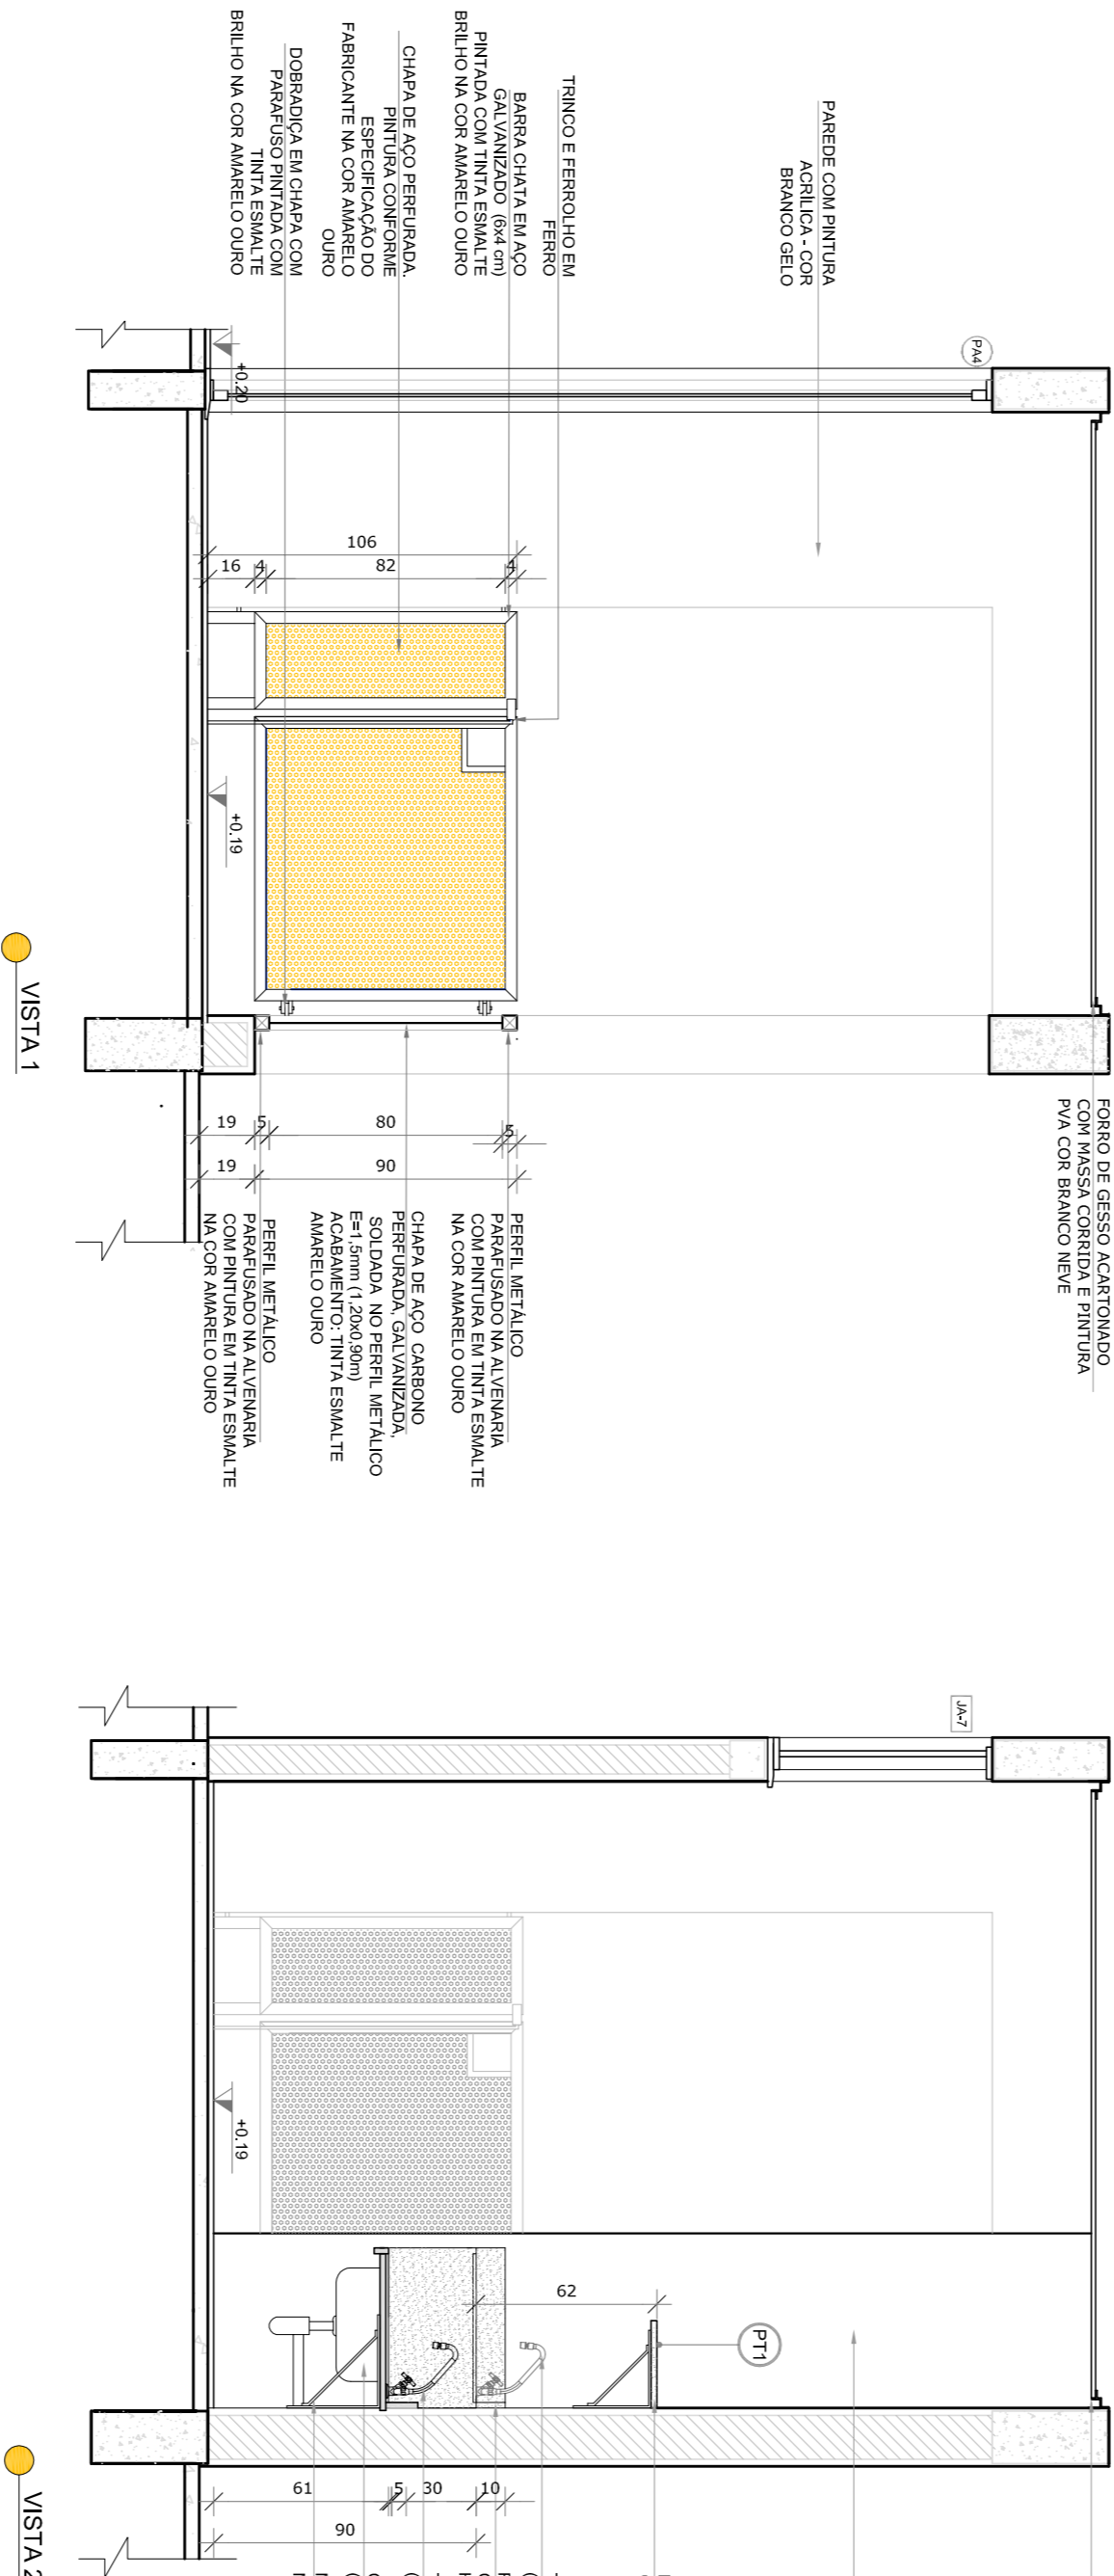 PAREDE COM PINTURA
ACRÍLICA - COR
BRANCO GELO
TRINCO E FERROLHO EM
FERRO
BARRA CHATA EM AÇO
GALVANIZADO (6x4 cm)
PINTADA COM TINTA ESMALTE
BRILHO NA COR AMARELO OURO
CHAPA DE AÇO PERFURADA.
PINTURA CONFORME
ESPECIFICAÇÃO DO
FABRICANTE NA COR AMARELO
OURO
DOBRADIÇA EM CHAPA COM
PARAFUSO PINTADA COM
TINTA ESMALTE
BRILHO NA COR AMARELO OURO
PA4
+0.20
106
16
4
82
4
+0.19
FORRO DE GESSO ACARTONADO
COM MASSA CORRIDA E PINTURA
PVA COR BRANCO NEVE
19
5
80
5
19
90
PERFIL METÁLICO
PARAFUSADO NA ALVENARIA
COM PINTURA EM TINTA ESMALTE
NA COR AMARELO OURO
CHAPA DE AÇO CARBONO
PERFURADA, GALVANIZADA,
SOLDADA NO PERFIL METÁLICO
E=1,5mm (1,20x0,90m)
ACABAMENTO: TINTA ESMALTE
AMARELO OURO
PERFIL METÁLICO
PARAFUSADO NA ALVENARIA
COM PINTURA EM TINTA ESMALTE
NA COR AMARELO OURO
VISTA 1
JA-7
+0.19
62
PT1
61
5
30
10
90
VISTA 2